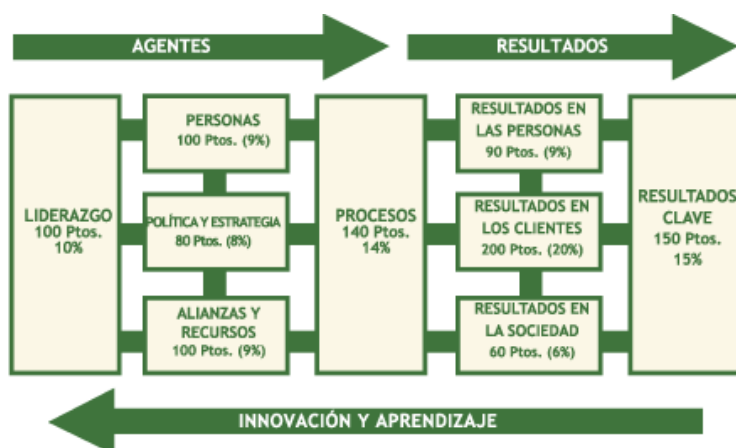 AGENTES
RESULTADOS
LIDERAZGO
100 Ptos.
10%
PERSONAS
100 Ptos. (9%)
POLÍTICA Y ESTRATEGIA
80 Ptos. (8%)
ALIANZAS Y
RECURSOS
100 Ptos. (9%)
PROCESOS
140 Ptos.
14%
RESULTADOS EN
LAS PERSONAS
90 Ptos. (9%)
RESULTADOS EN
LOS CLIENTES
200 Ptos. (20%)
RESULTADOS EN
LA SOCIEDAD
60 Ptos. (6%)
RESULTADOS
CLAVE
150 Ptos.
15%
INNOVACIÓN Y APRENDIZAJE